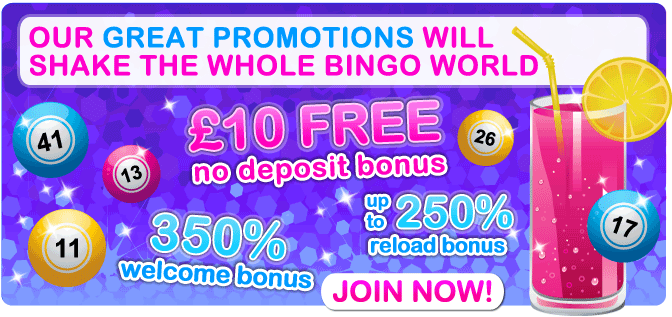 OUR GREAT PROMOTIONS WILL
SHAKE THE WHOLE BINGO WORLD
£10 FREE
no deposit bonus
41
13
26
11
17
350%
welcome bonus
up to 250%
reload bonus
JOIN NOW!